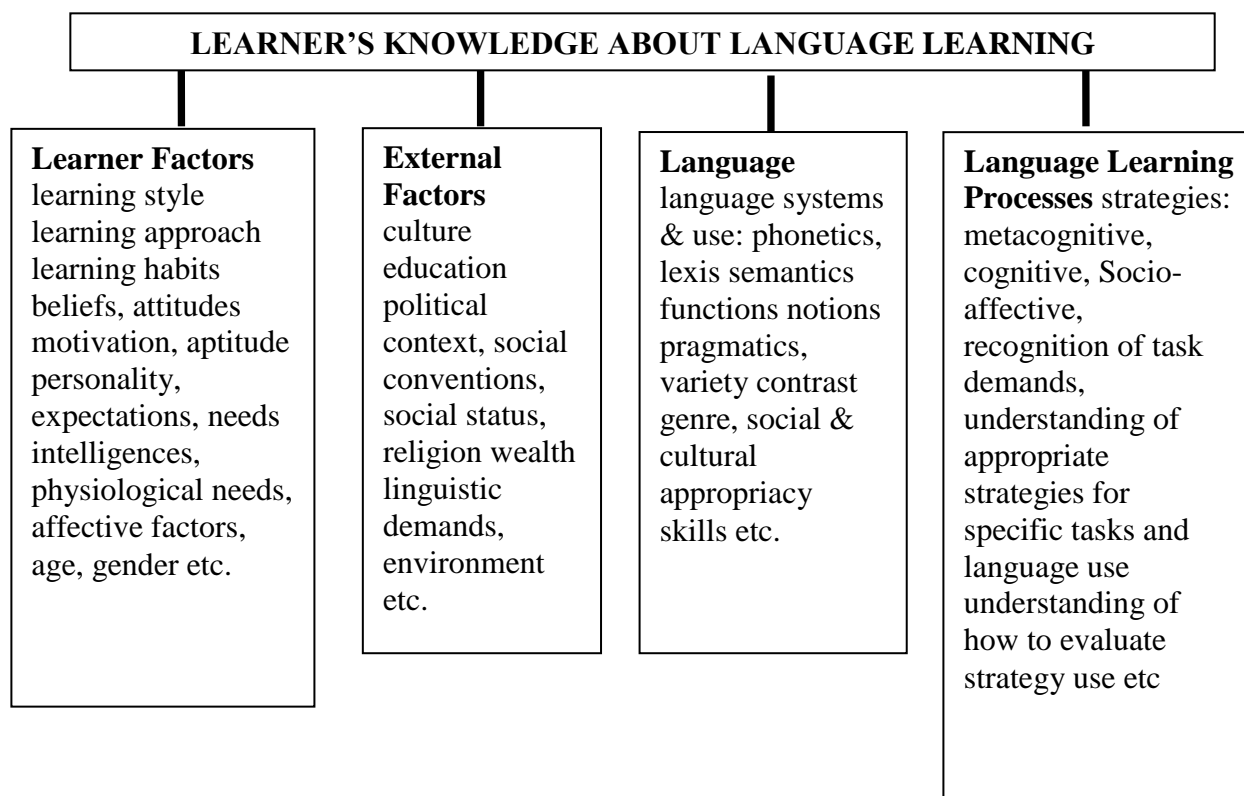 LEARNER’S KNOWLEDGE ABOUT LANGUAGE LEARNING
Learner Factors
learning style
learning approach
learning habits
beliefs, attitudes
motivation, aptitude
personality,
expectations, needs
intelligences,
physiological needs,
affective factors,
age, gender etc.
External
Factors
culture
education
political
context, social
conventions,
social status,
religion wealth
linguistic
demands,
environment
etc.
Language
language systems
& use: phonetics,
lexis semantics
functions notions
pragmatics,
variety contrast
genre, social &
cultural
appropriacy
skills etc.
Language Learning
Processes strategies:
metacognitive,
cognitive, Socio-
affective,
recognition of task
demands,
understanding of
appropriate
strategies for
specific tasks and
language use
understanding of
how to evaluate
strategy use etc